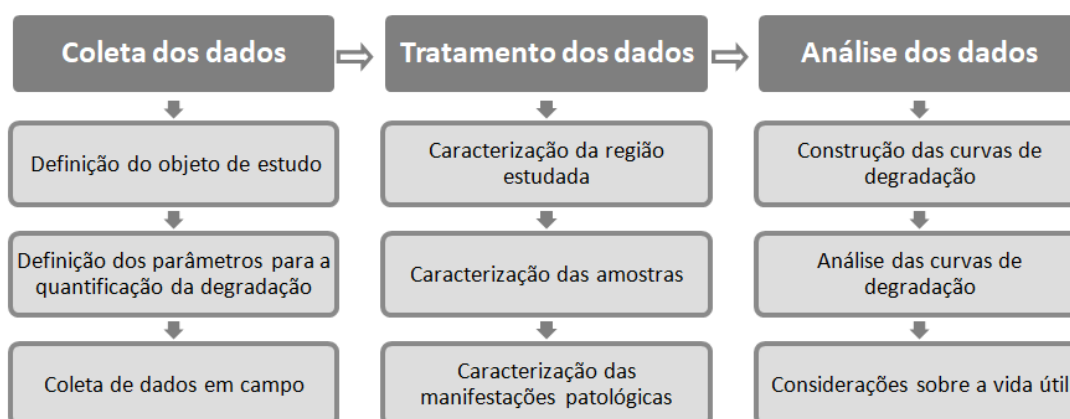 Coleta dos dados
Tratamento dos dados
Análise dos dados
Definição do objeto de estudo
Caracterização da região
estudada
Construção das curvas de
degradação
Definição dos parâmetros para a
quantificação da degradação
Caracterização das amostras
Análise das curvas de
degradação
Coleta de dados em campo
Caracterização das
manifestações patológicas
Considerações sobre a vida útil